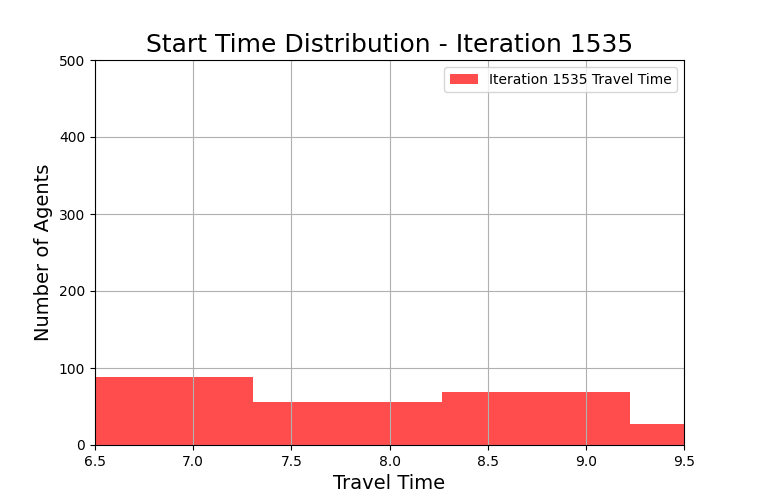 Start Time Distribution - Iteration 1535
500
400
300
200
100
0
Number of Agents
Iteration 1535 Travel Time
6.5 7.0 7.5 8.0 8.5 9.0 9.5
Travel Time